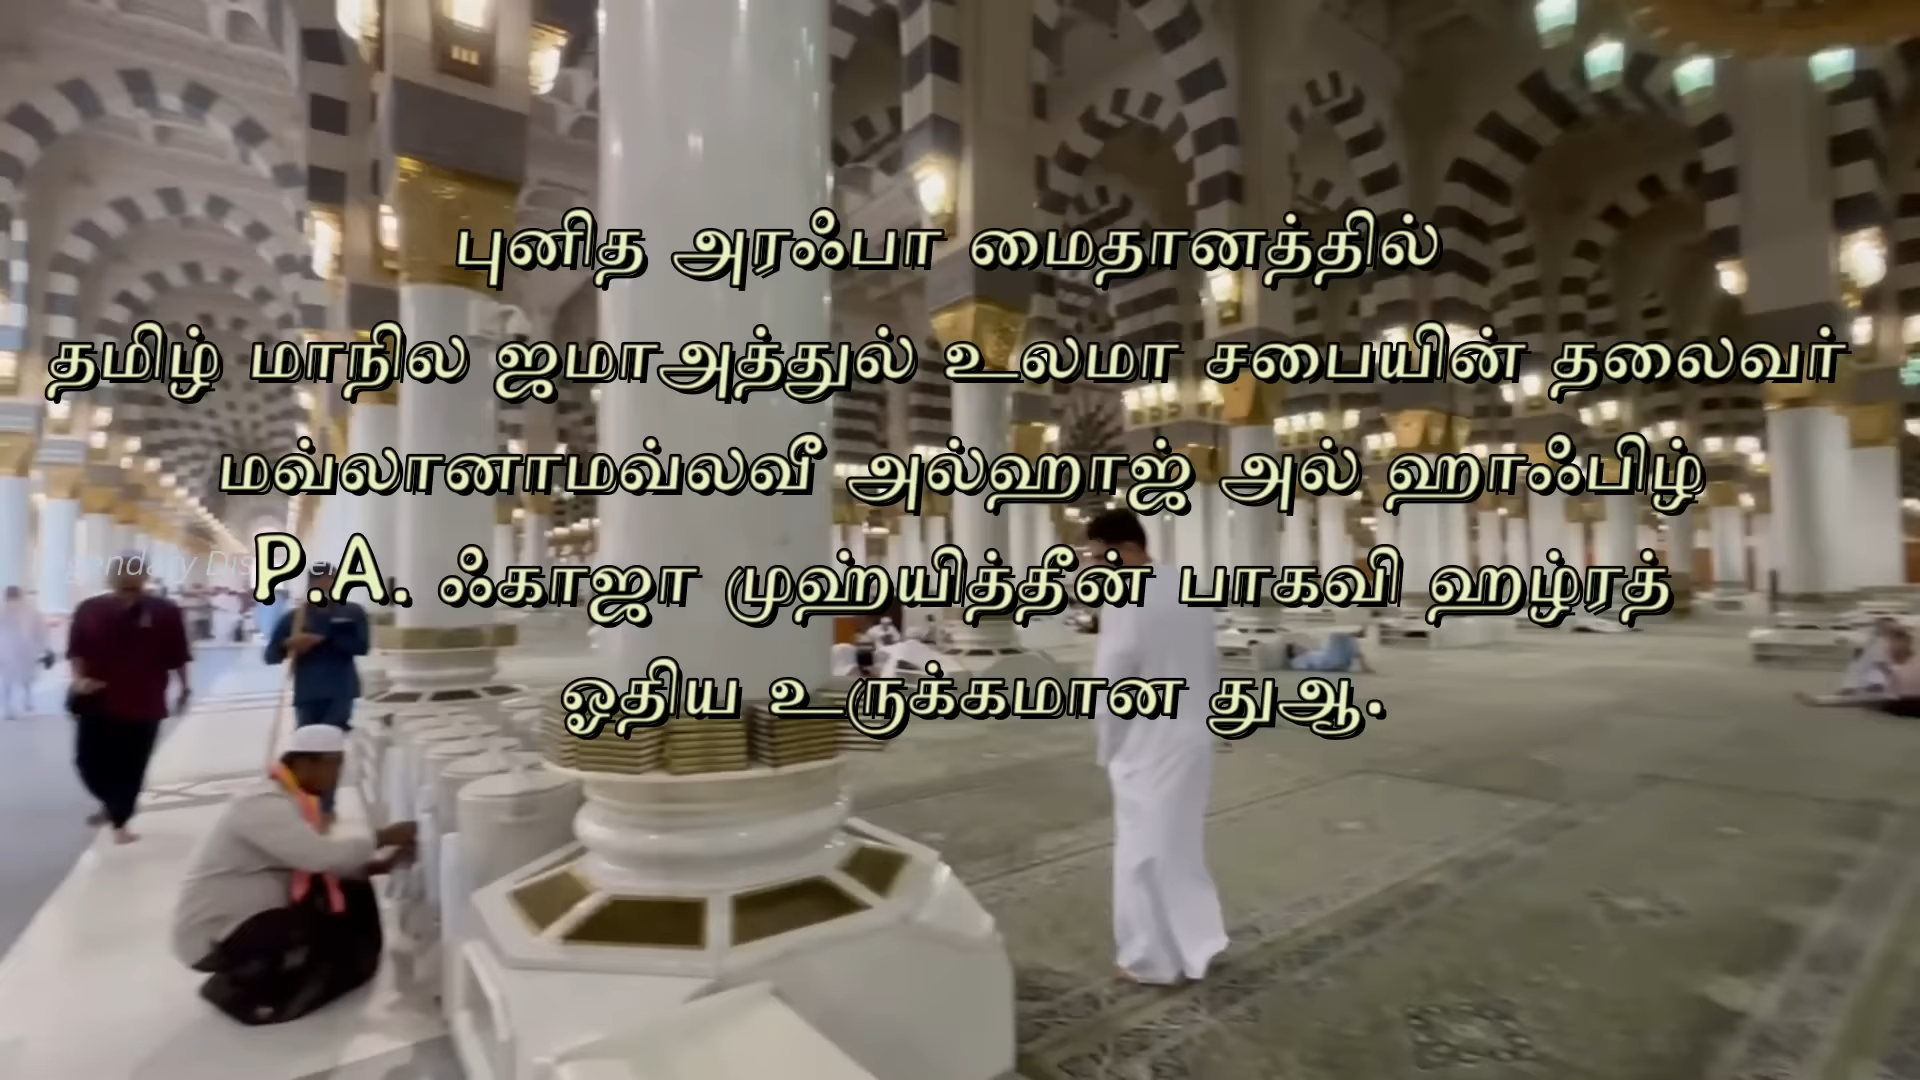 புனித அரஃபா மைதானத்தில்
தமிழ் மாநில ஜமாஅத்துல் உலமா சபையின் தலைவர்
மவ்லானாமவ்லவீ அல்ஹாஜ் அல் ஹாஃபிழ்
P.A. ஃகாஜா முஹ்யித்தீன் பாகவி ஹழ்ரத்
ஓதிய உருக்கமான துஆ.